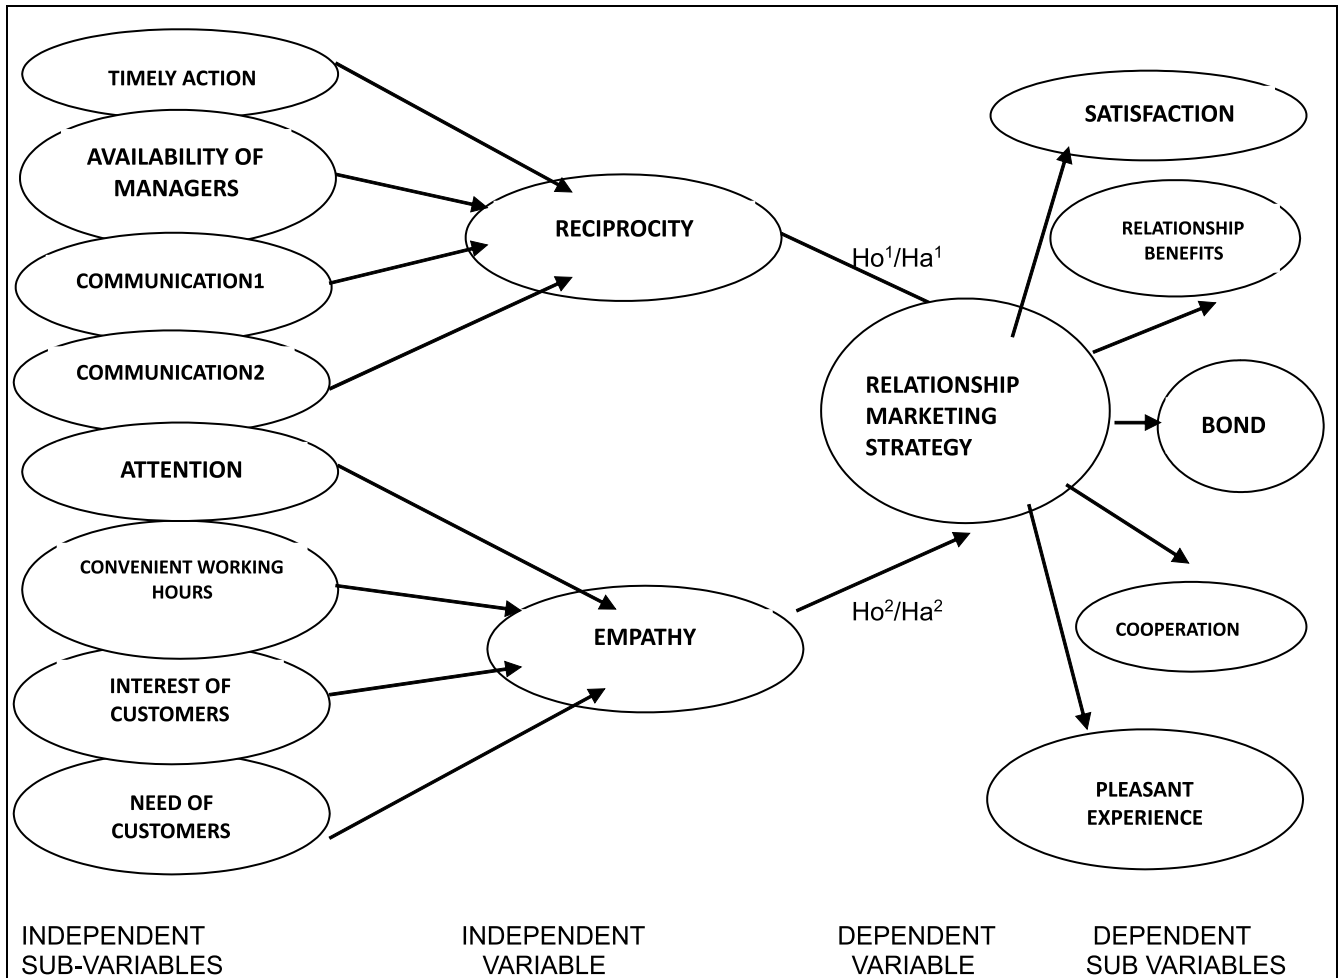 TIMELY ACTION
AVAILABILITY OF
MANAGERS
COMMUNICATION1
COMMUNICATION2
ATTENTION
CONVENIENT WORKING
HOURS
INTEREST OF
CUSTOMERS
NEED OF
CUSTOMERS
RECIPROCITY
EMPATHY
Ho¹/Ha¹
Ho²/Ha²
RELATIONSHIP
MARKETING
STRATEGY
SATISFACTION
RELATIONSHIP
BENEFITS
BOND
COOPERATION
PLEASANT
EXPERIENCE
INDEPENDENT
SUB-VARIABLES
INDEPENDENT
VARIABLE
DEPENDENT
VARIABLE
DEPENDENT
SUB VARIABLES